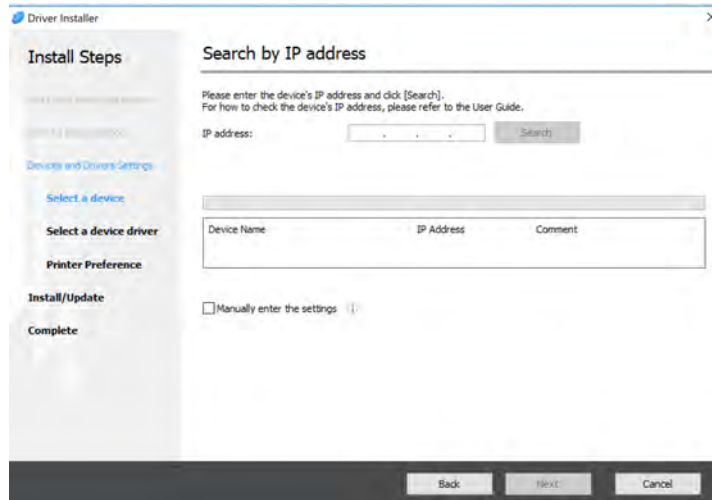 Driver Installer
Install Steps
Devices and Drivers Settings
Select a device
Select a device driver
Printer Preference
Install/Update
Complete
Search by IP address
Please enter the device's IP address and click [Search].
For how to check the device's IP address, please refer to the User Guide.
IP address:
. . .
Search
Device Name IP Address Comment
Manually enter the settings
Back Next Cancel